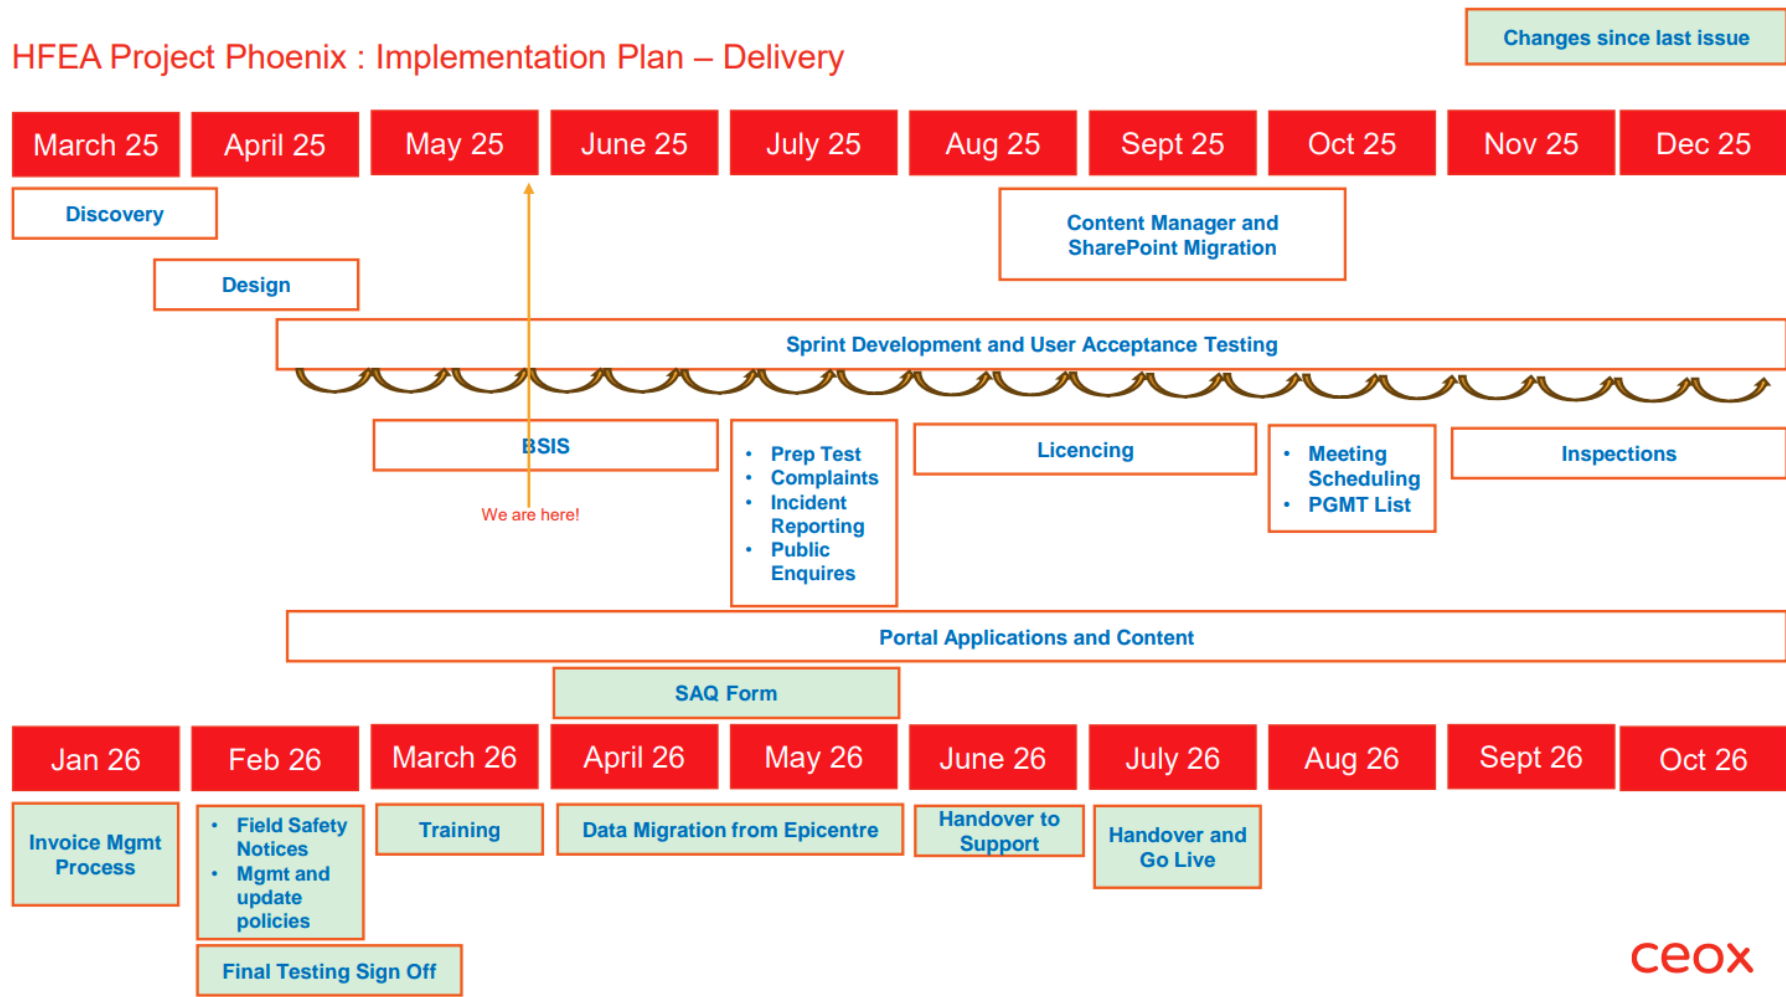 Changes since last issue
HFEA Project Phoenix : Implementation Plan – Delivery
March 25
April 25
May 25
June 25
July 25
Aug 25
Sept 25
Oct 25
Nov 25
Dec 25
Discovery
Content Manager and
SharePoint Migration
Design
Sprint Development and User Acceptance Testing
BSIS
• Prep Test
• Complaints
• Incident
Reporting
• Public
Enquires
Licencing
• Meeting
Scheduling
• PGMT List
Inspections
We are here!
Portal Applications and Content
SAQ Form
Jan 26
Feb 26
March 26
April 26
May 26
June 26
July 26
Aug 26
Sept 26
Oct 26
Invoice Mgmt
Process
• Field Safety
Notices
• Mgmt and
update
policies
Training
Data Migration from Epicentre
Handover to
Support
Handover and
Go Live
Final Testing Sign Off
ceox